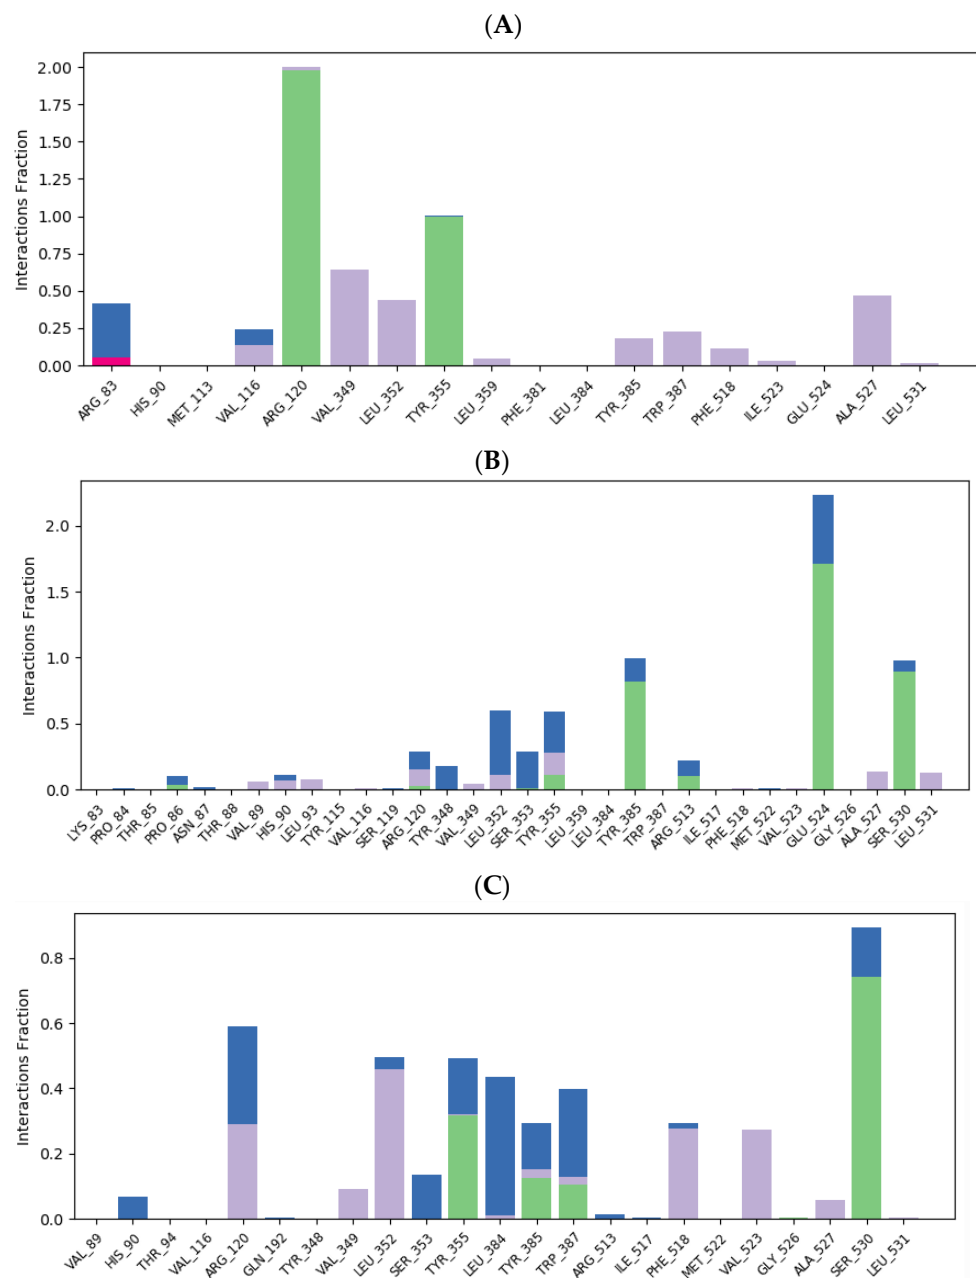 (A)
Interactions Fraction
2.00
1.75
1.50
1.25
1.00
0.75
0.50
0.25
0.00
ARG_83
HIS_90
MET_113
VAL_116
ARG_120
VAL_349
LEU_352
TYR_355
LEU_359
PHE_381
LEU_384
TYR_385
TRP_387
PHE_518
ILE_523
GLU_524
ALA_527
LEU_531
(B)
Interactions Fraction
2.0
1.5
1.0
0.5
0.0
LYS_83
PRO_84
THR_85
PRO_86
ASN_87
THR_88
VAL_89
HIS_90
LEU_93
TYR_115
VAL_116
SER_119
ARG_120
TYR_348
VAL_349
LEU_352
SER_353
TYR_355
LEU_359
LEU_384
TYR_385
TRP_387
ARG_513
ILE_517
PHE_518
MET_522
VAL_523
GLU_524
GLY_526
ALA_527
SER_530
LEU_531
(C)
Interactions Fraction
0.8
0.6
0.4
0.2
0.0
VAL_89
HIS_90
THR_94
VAL_116
ARG_120
GLN_192
TYR_348
VAL_349
LEU_352
SER_353
TYR_355
LEU_384
TYR_385
TRP_387
ARG_513
ILE_517
PHE_518
MET_522
VAL_523
GLY_526
ALA_527
SER_530
LEU_531